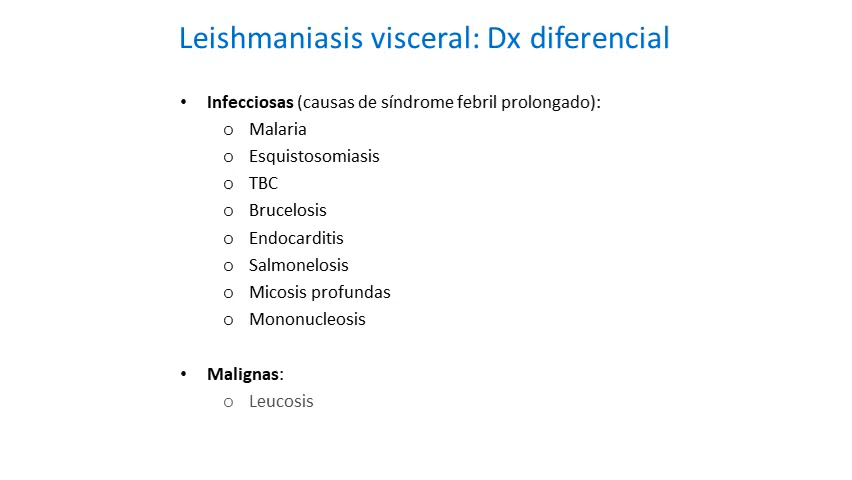 Leishmaniasis visceral: Dx diferencial
• Infecciosas (causas de síndrome febril prolongado):
o Malaria
o Esquistosomiasis
o TBC
o Brucelosis
o Endocarditis
o Salmonelosis
o Micosis profundas
o Mononucleosis
• Malignas:
o Leucosis